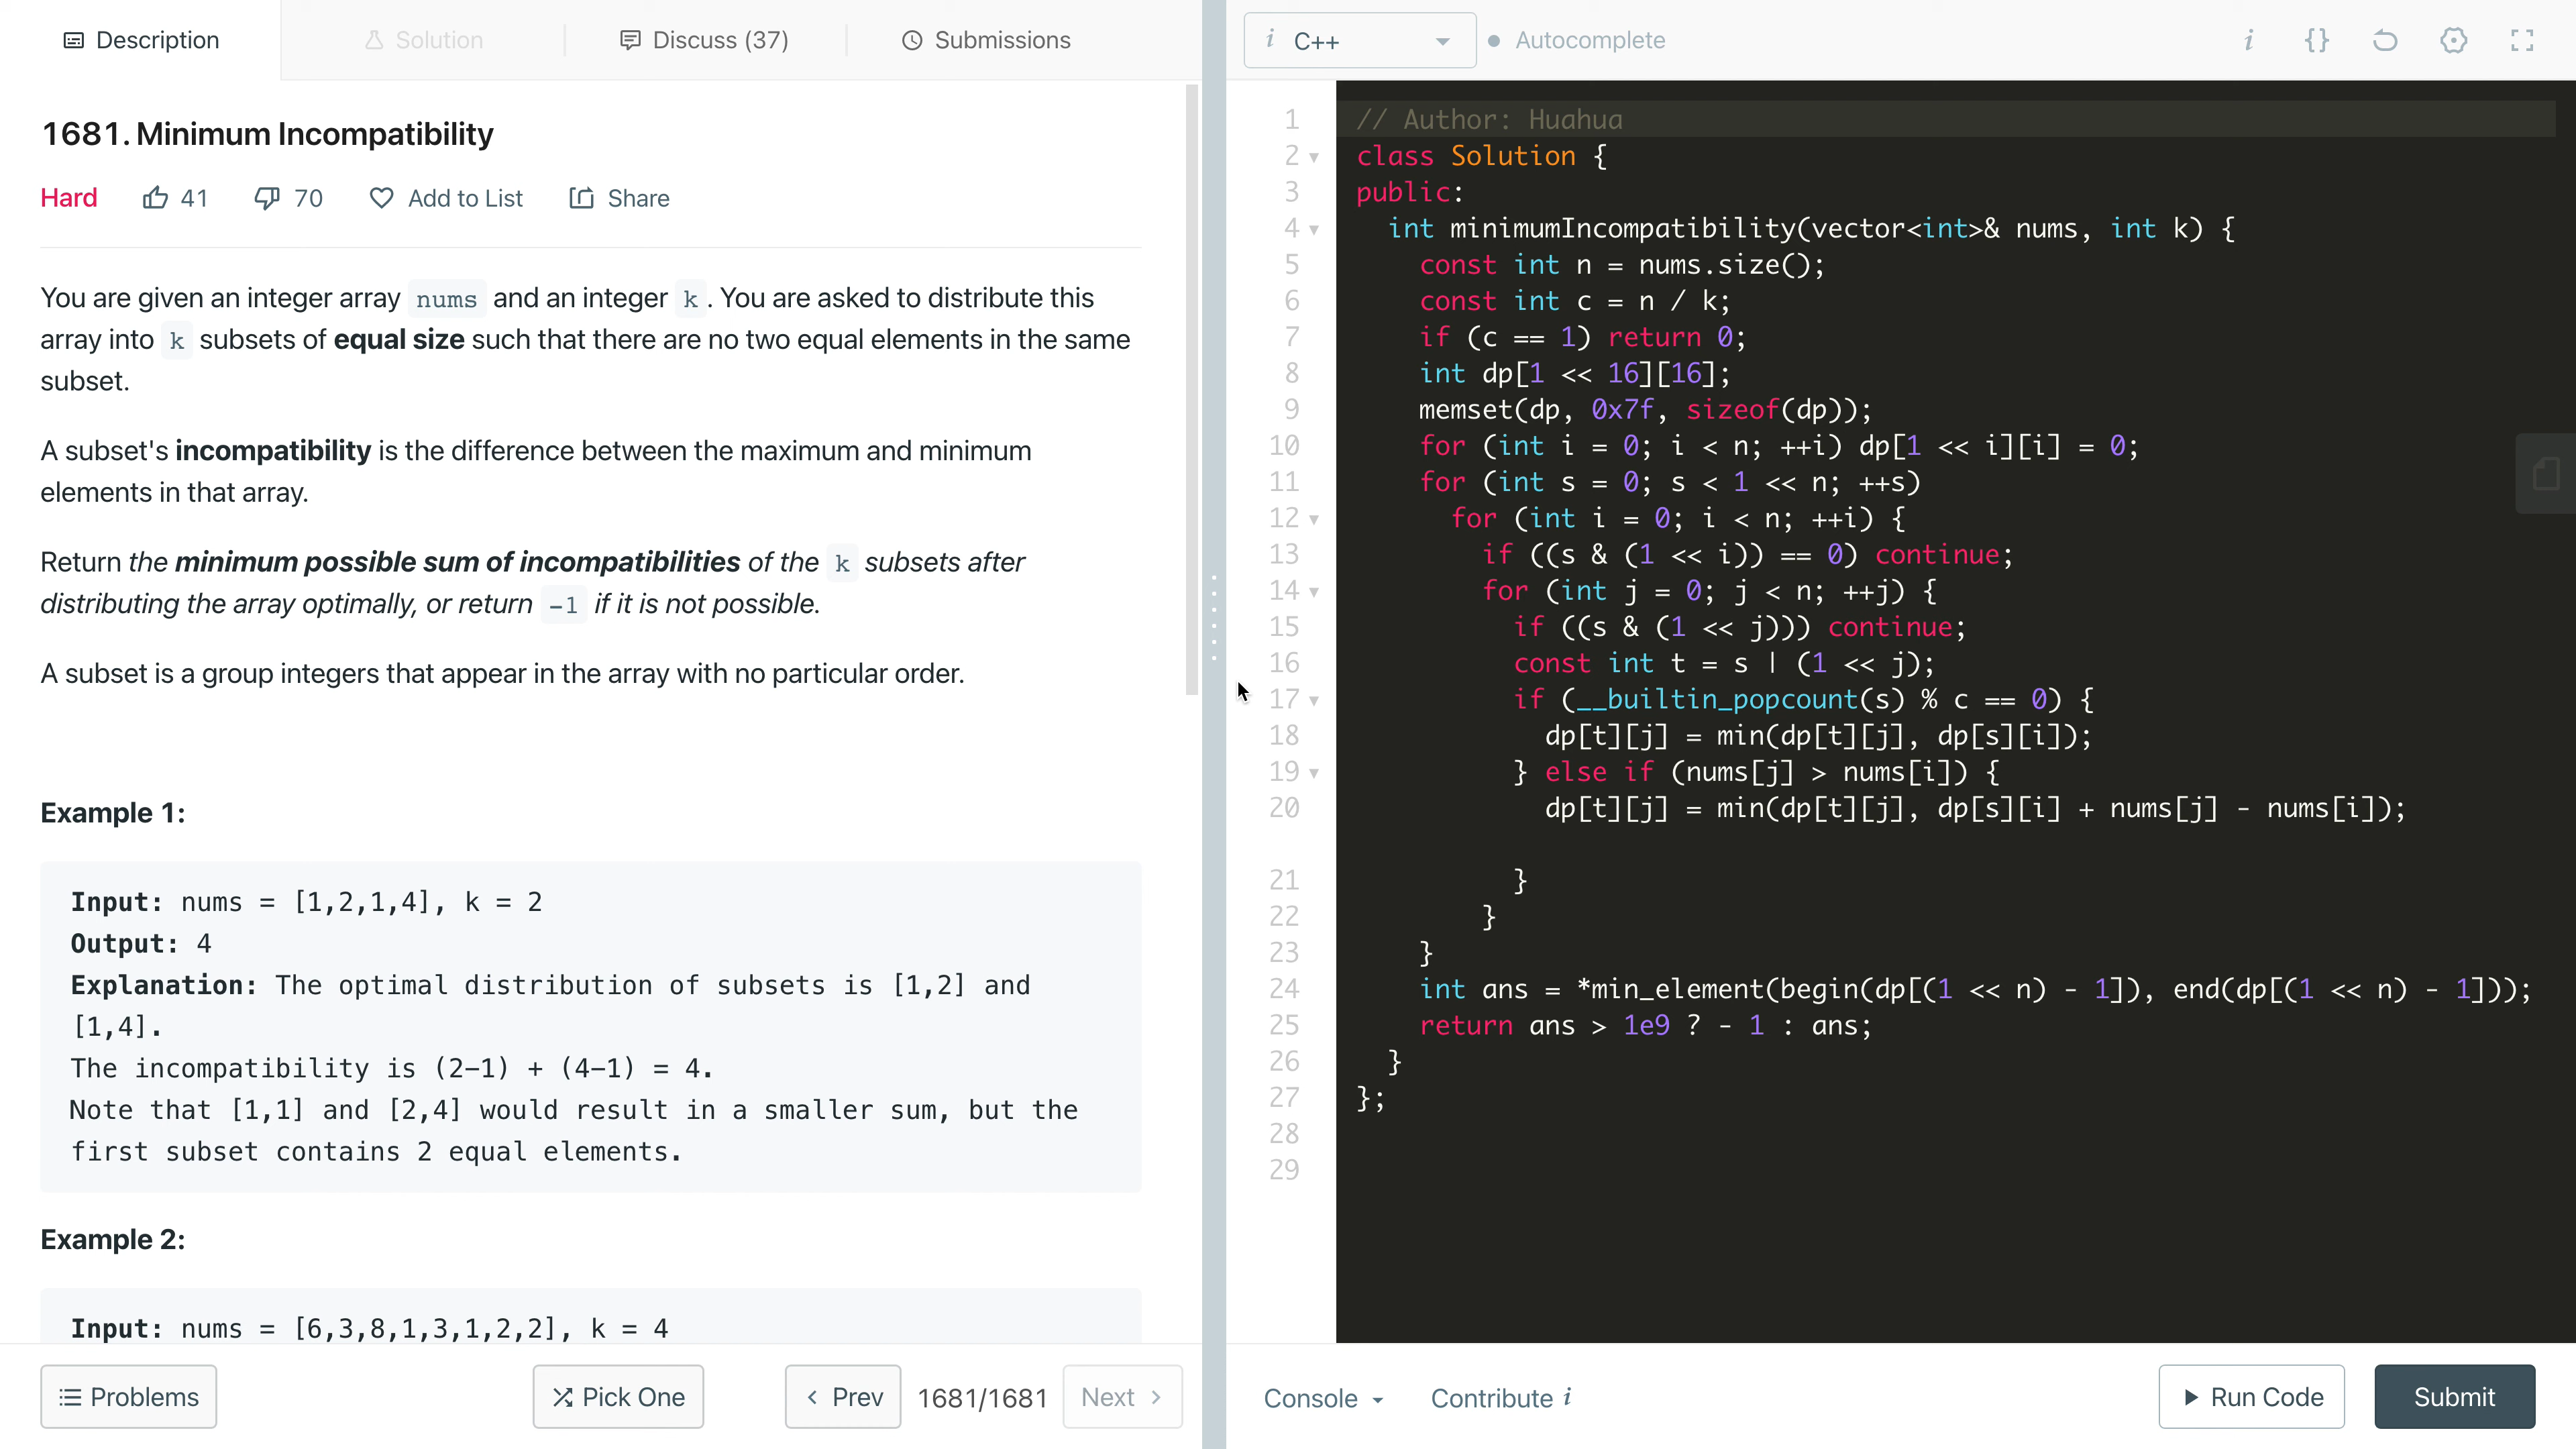 Description
Solution
Discuss (37)
Submissions
1681. Minimum Incompatibility
Hard
41
70
Add to List
Share
You are given an integer array nums and an integer k . You are asked to distribute this
array into k subsets of equal size such that there are no two equal elements in the same
subset.
A subset's incompatibility is the difference between the maximum and minimum
elements in that array.
Return the minimum possible sum of incompatibilities of the k subsets after
distributing the array optimally, or return -1 if it is not possible.
A subset is a group integers that appear in the array with no particular order.
Example 1:
Input: nums = [1,2,1,4], k = 2
Output: 4
Explanation: The optimal distribution of subsets is [1,2] and
[1,4].
The incompatibility is (2-1) + (4-1) = 4.
Note that [1,1] and [2,4] would result in a smaller sum, but the
first subset contains 2 equal elements.
Example 2:
Input: nums = [6,3,8,1,3,1,2,2], k = 4
Problems
Pick One
Prev
1681/1681
Next
i C++
Autocomplete
i {}
1 // Author: Huahua
2 class Solution {
3 public:
4   int minimumIncompatibility(vector<int>& nums, int k) {
5     const int n = nums.size();
6     const int c = n / k;
7     if (c == 1) return 0;
8     int dp[1 << 16][16];
9     memset(dp, 0x7f, sizeof(dp));
10     for (int i = 0; i < n; ++i) dp[1 << i][i] = 0;
11     for (int s = 0; s < 1 << n; ++s)
12       for (int i = 0; i < n; ++i) {
13         if ((s & (1 << i)) == 0) continue;
14         for (int j = 0; j < n; ++j) {
15           if ((s & (1 << j))) continue;
16           const int t = s | (1 << j);
17           if (__builtin_popcount(s) % c == 0) {
18             dp[t][j] = min(dp[t][j], dp[s][i]);
19           } else if (nums[j] > nums[i]) {
20             dp[t][j] = min(dp[t][j], dp[s][i] + nums[j] - nums[i]);
21           }
22         }
23     }
24     int ans = *min_element(begin(dp[(1 << n) - 1]), end(dp[(1 << n) - 1]));
25     return ans > 1e9 ? - 1 : ans;
26   }
27 };
28
29
Console
Contribute i
Run Code
Submit